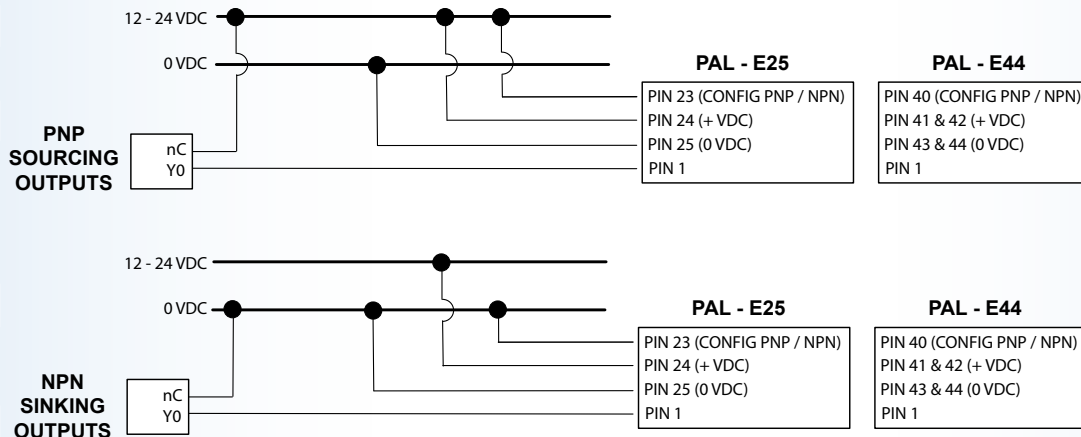 12 - 24 VDC
0 VDC
PAL - E25
PAL - E44
PNP
SOURCING
OUTPUTS
nC
Y0
PIN 23 (CONFIG PNP / NPN)
PIN 24 (+ VDC)
PIN 25 (0 VDC)
PIN 1
PIN 40 (CONFIG PNP / NPN)
PIN 41 & 42 (+ VDC)
PIN 43 & 44 (0 VDC)
PIN 1
12 - 24 VDC
0 VDC
PAL - E25
PAL - E44
NPN
SINKING
OUTPUTS
nC
Y0
PIN 23 (CONFIG PNP / NPN)
PIN 24 (+ VDC)
PIN 25 (0 VDC)
PIN 1
PIN 40 (CONFIG PNP / NPN)
PIN 41 & 42 (+ VDC)
PIN 43 & 44 (0 VDC)
PIN 1